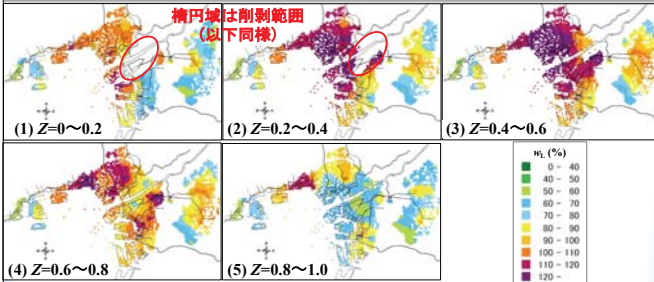 楕円域は削剥範囲
(以下同様)
(1) Z=0～0.2
(2) Z=0.2～0.4
(3) Z=0.4～0.6
(4) Z=0.6～0.8
(5) Z=0.8～1.0
wL (%)
0 - 40
40 - 50
50 - 60
60 - 70
70 - 80
80 - 90
90 - 100
100 - 110
110 - 120
120 -